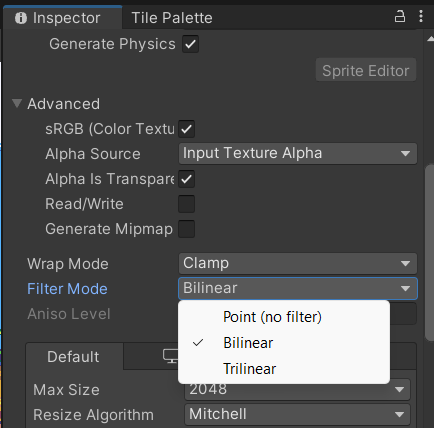 Inspector Tile Palette
Generate Physics
Sprite Editor
Advanced
sRGB (Color Textu
Alpha Source Input Texture Alpha
Alpha Is Transpare
Read/Write
Generate Mipmap
Wrap Mode Clamp
Filter Mode Bilinear
Aniso Level
Point (no filter)
Bilinear
Trilinear
Default
Max Size 2048
Resize Algorithm Mitchell